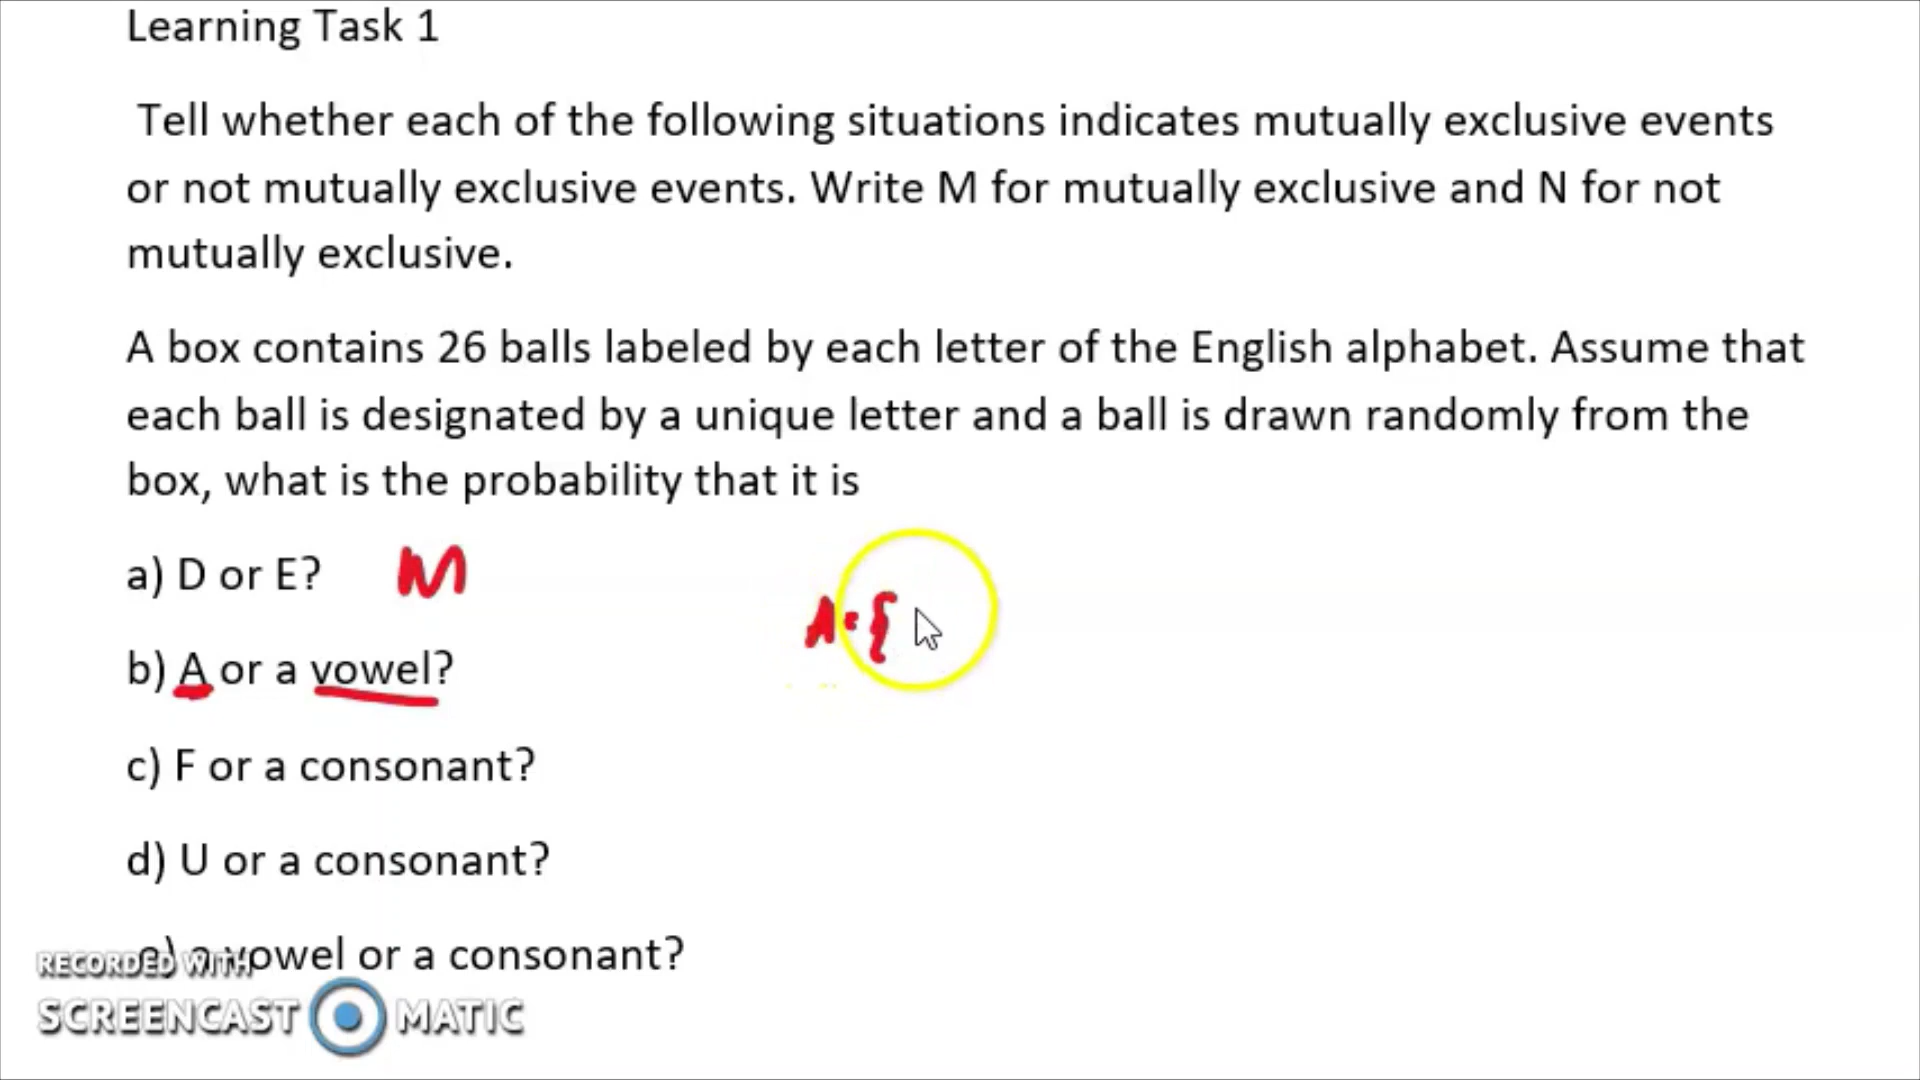 Learning Task 1
Tell whether each of the following situations indicates mutually exclusive events
or not mutually exclusive events. Write M for mutually exclusive and N for not
mutually exclusive.
A box contains 26 balls labeled by each letter of the English alphabet. Assume that
each ball is designated by a unique letter and a ball is drawn randomly from the
box, what is the probability that it is
a) D or E? M
A = {
b) A or a vowel?
c) F or a consonant?
d) U or a consonant?
e) a vowel or a consonant?
RECORDED WITH
SCREENCAST MATIC